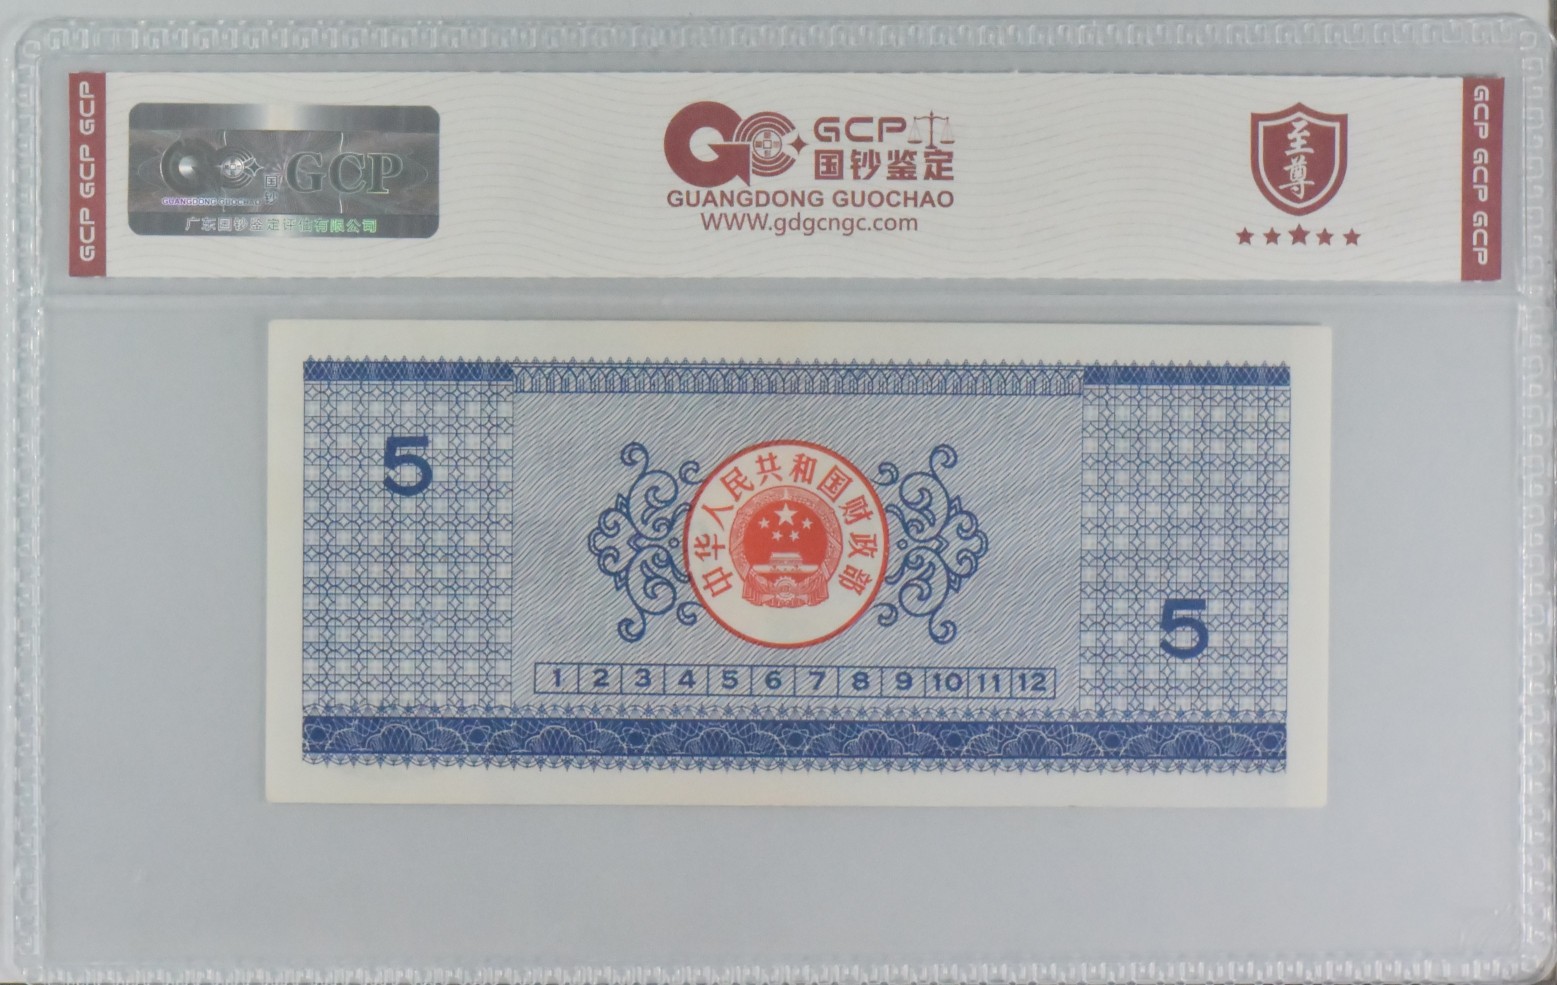 GCP GCP GCP
GCP
国钞
GUANGDONG GUOCHAO
广东国钞鉴定评估有限公司
GCP
国钞鉴定
GUANGDONG GUOCHAO
WWW.gdgcngc.com
至尊
GCP GCP GCP
5
中华人民共和国财政部
5
1 2 3 4 5 6 7 8 9 10 11 12